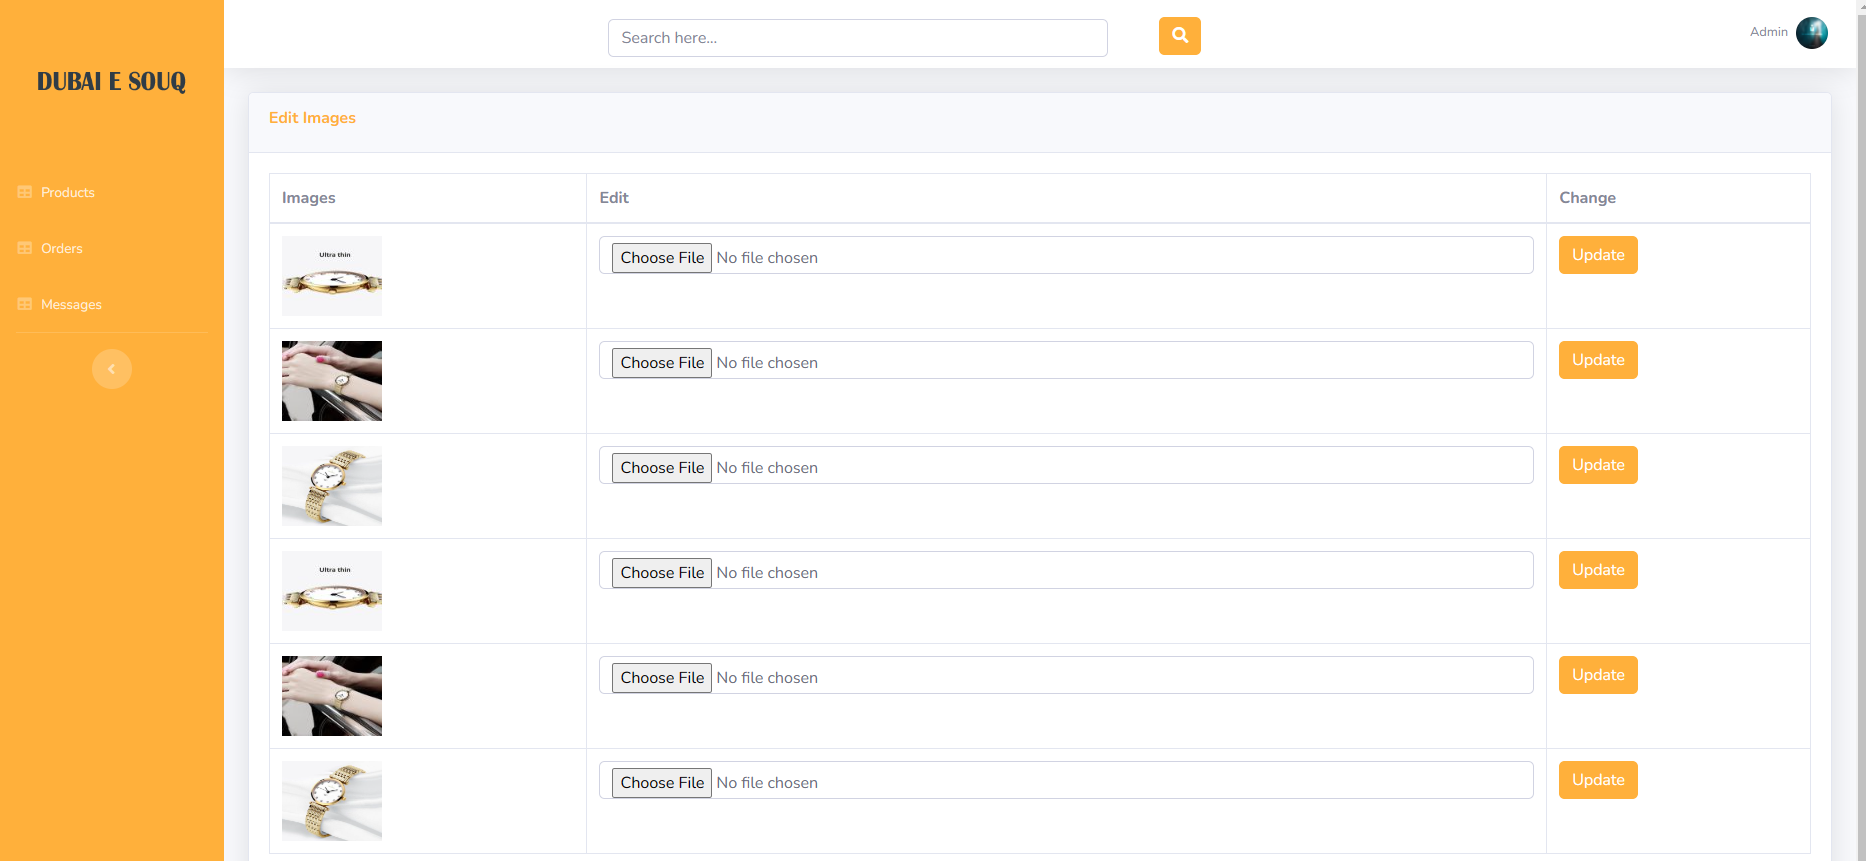 DUBAI E SOUQ
Products
Orders
Messages
Search here...
Admin
Edit Images
Images Edit Change
Ultra thin
Choose File No file chosen Update
Choose File No file chosen Update
Choose File No file chosen Update
Ultra thin
Choose File No file chosen Update
Choose File No file chosen Update
Choose File No file chosen Update